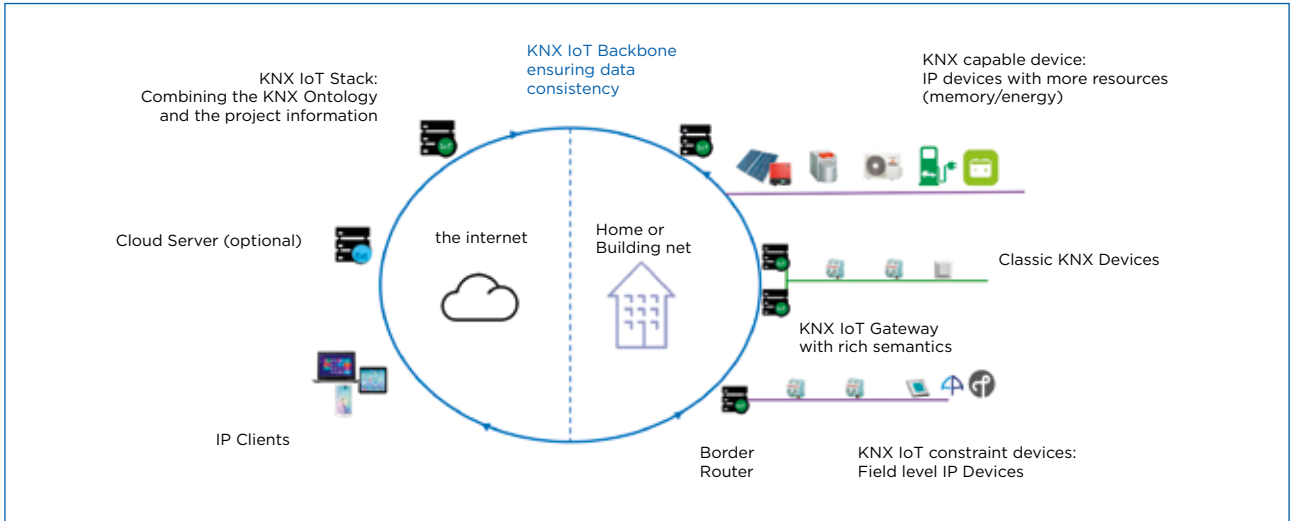 KNX IoT Backbone
ensuring data
consistency
KNX IoT Stack:
Combining the KNX Ontology
and the project information
KNX capable device:
IP devices with more resources
(memory/energy)
Cloud Server (optional)
the internet
Home or
Building net
Classic KNX Devices
KNX IoT Gateway
with rich semantics
IP Clients
Border
Router
KNX IoT constraint devices:
Field level IP Devices